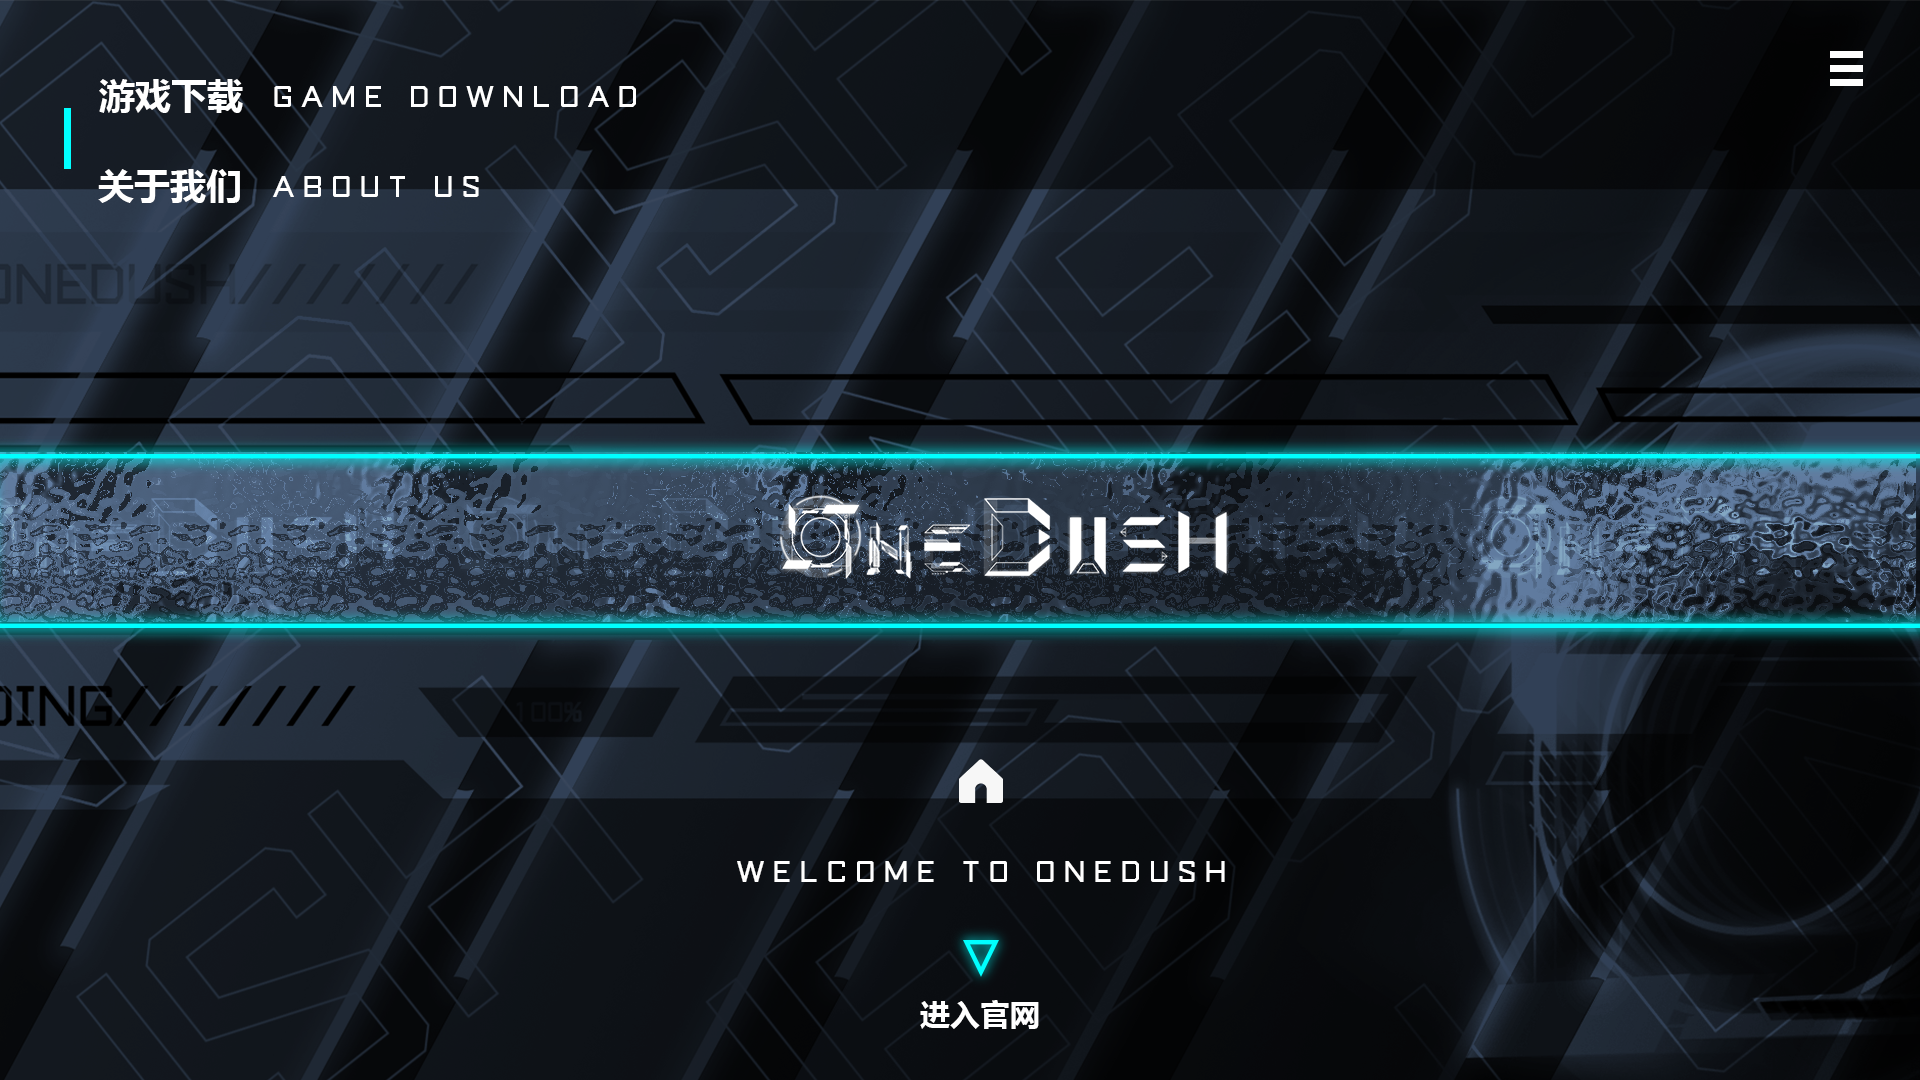 游戏下载 GAME DOWNLOAD
关于我们 ABOUT US
ONEDUSH///////
OneDush
DING///////
100%
WELCOME TO ONEDUSH
进入官网